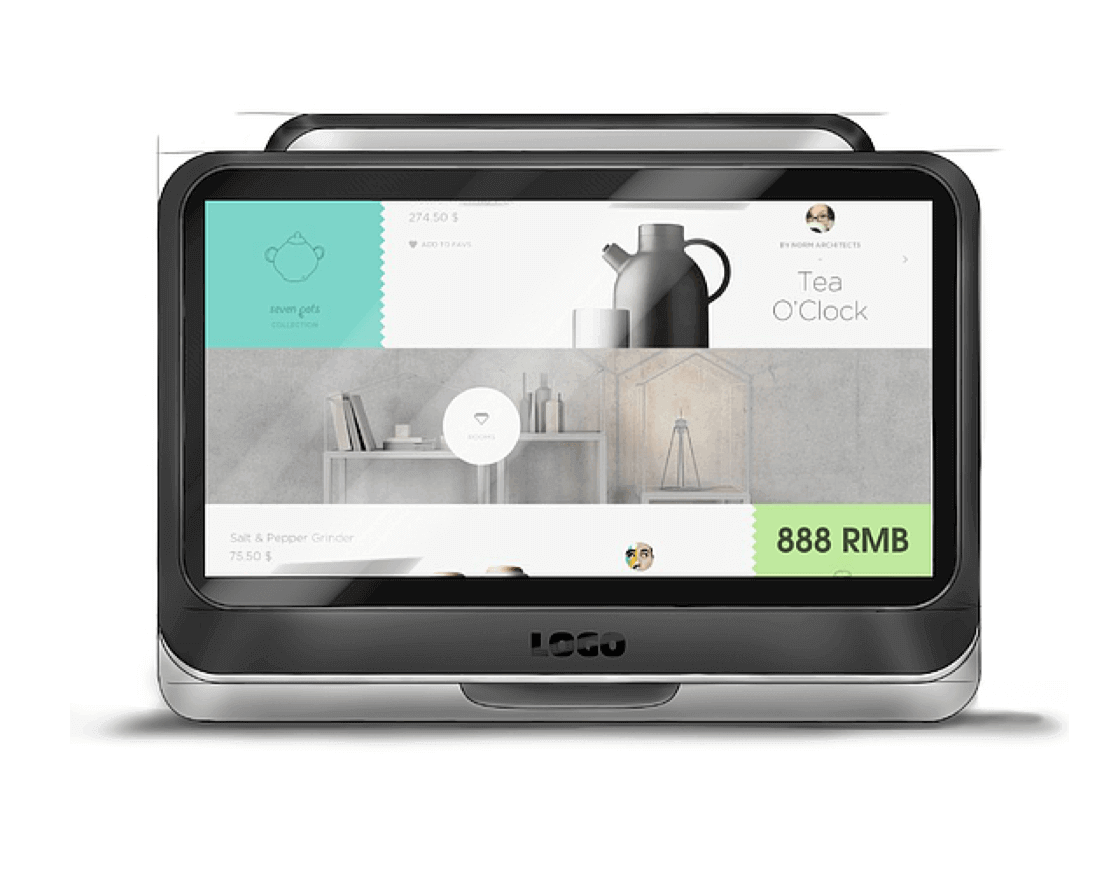 274.50 $
ADD TO FAVS
seven pots
COLLECTION
BY NORM ARCHITECTS
Tea
O'Clock
ROOMS
Salt & Pepper Grinder
75.50 $
888 RMB
LOGO